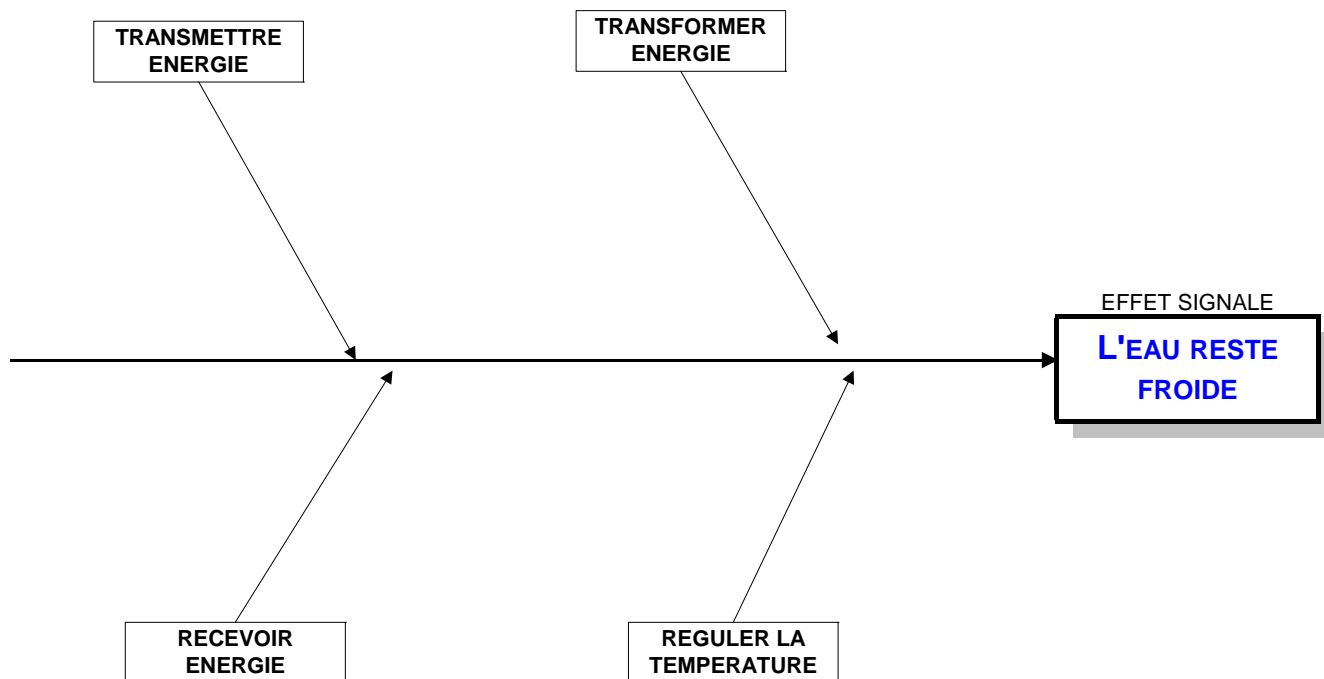 TRANSMETTRE
ENERGIE
TRANSFORMER
ENERGIE
EFFET SIGNALE
L'EAU RESTE
FROIDE
RECEVOIR
ENERGIE
REGULER LA
TEMPERATURE